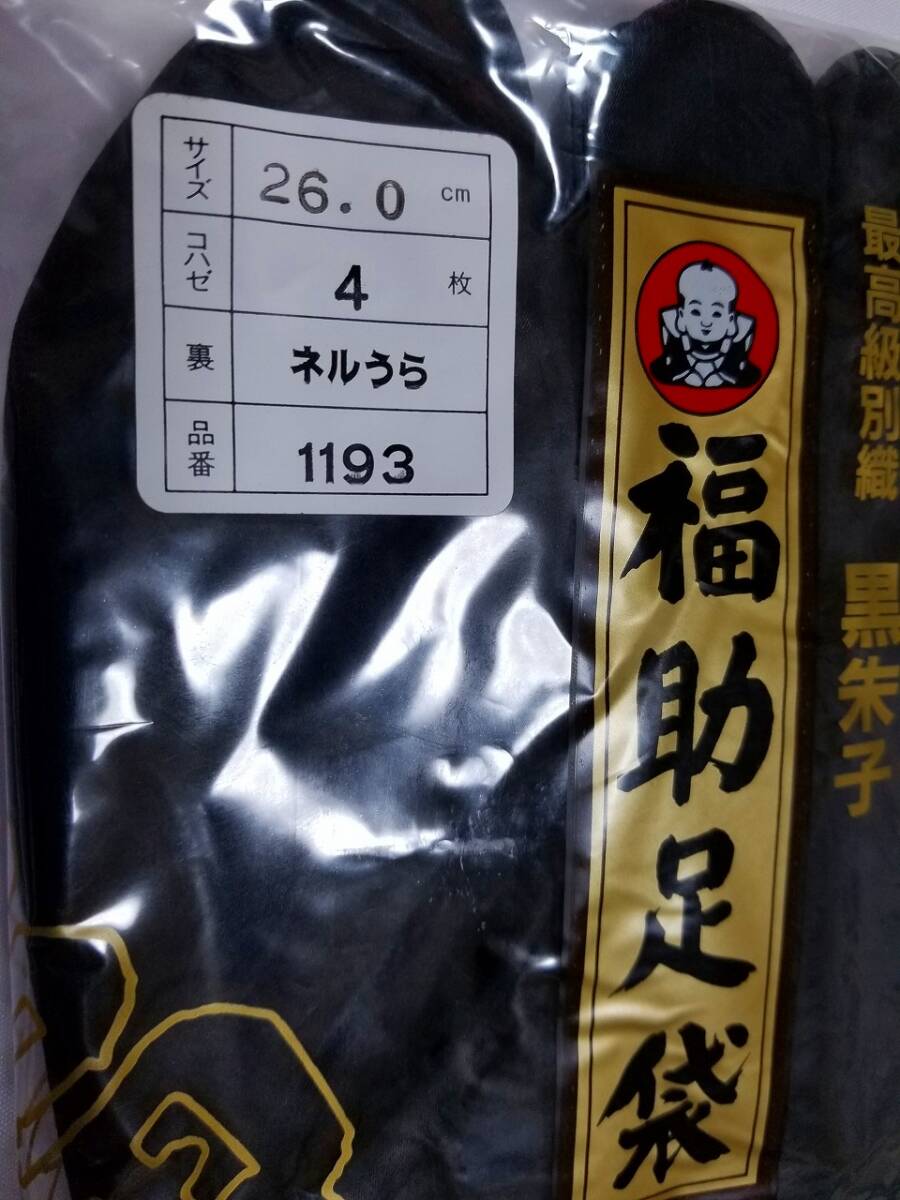 サイズ 26.0 cm
コハゼ 4 枚
裏 ネルうら
品番 1193
福助足袋
最高級別織 黒朱子